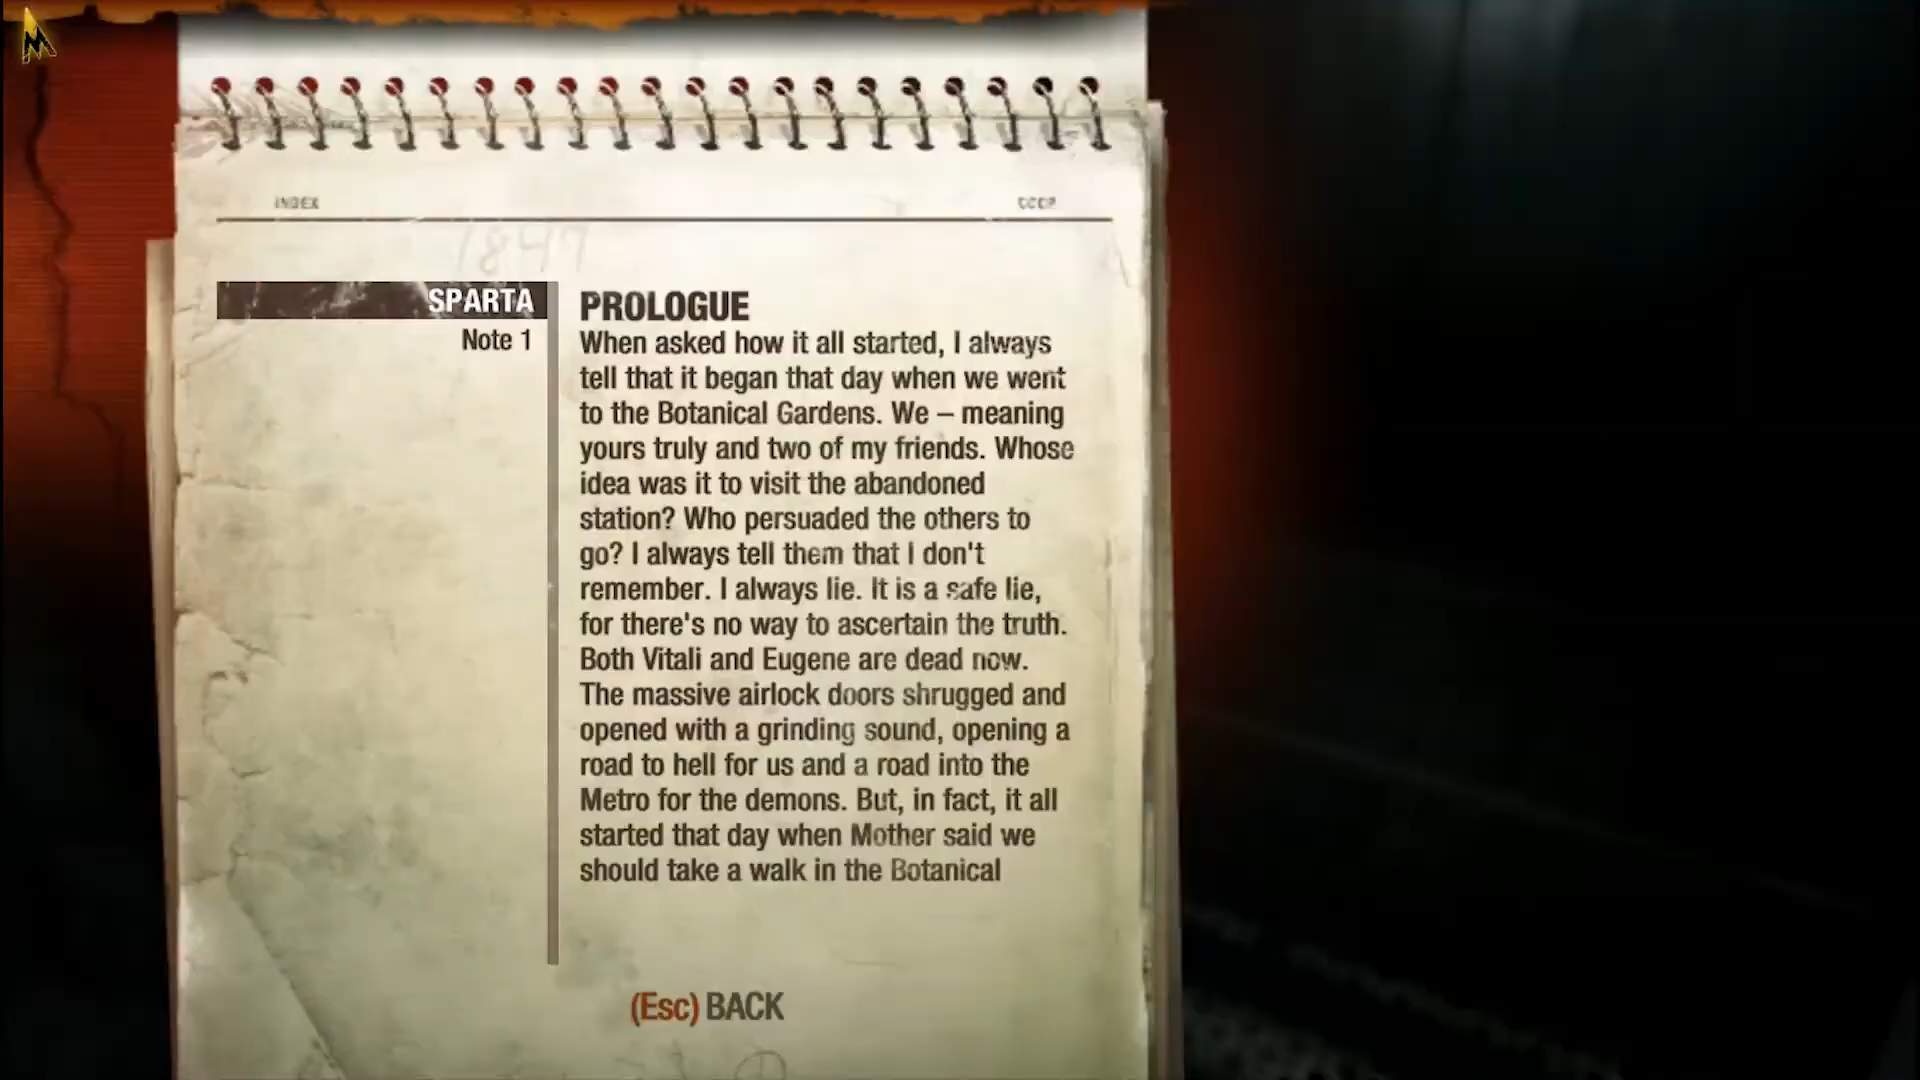 INDEX
CCCP
1847
SPARTA
Note 1
PROLOGUE
When asked how it all started, I always
tell that it began that day when we went
to the Botanical Gardens. We – meaning
yours truly and two of my friends. Whose
idea was it to visit the abandoned
station? Who persuaded the others to
go? I always tell them that I don't
remember. I always lie. It is a safe lie,
for there's no way to ascertain the truth.
Both Vitali and Eugene are dead now.
The massive airlock doors shrugged and
opened with a grinding sound, opening a
road to hell for us and a road into the
Metro for the demons. But, in fact, it all
started that day when Mother said we
should take a walk in the Botanical
(Esc) BACK